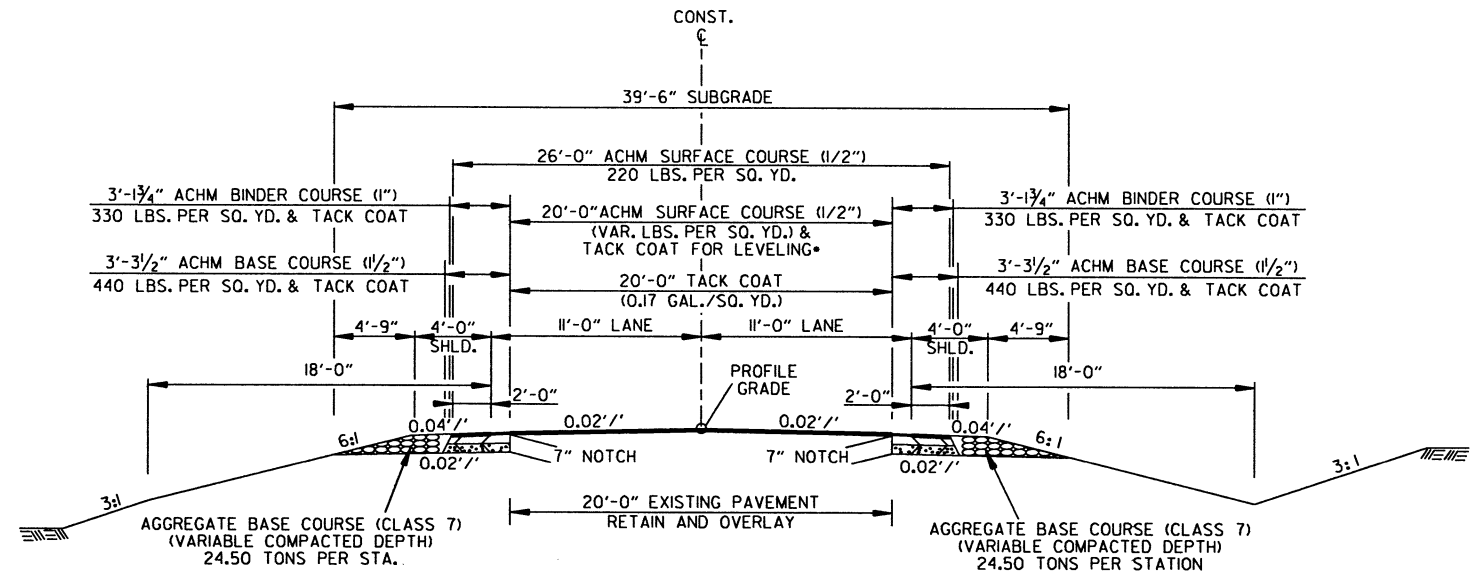 CONST.
℄
39'-6" SUBGRADE
26'-0" ACHM SURFACE COURSE (1/2")
220 LBS. PER SQ. YD.
3'-1¾" ACHM BINDER COURSE (1")
330 LBS. PER SQ. YD. & TACK COAT
20'-0" ACHM SURFACE COURSE (1/2")
(VAR. LBS. PER SQ. YD.) &
TACK COAT FOR LEVELING•
3'-1¾" ACHM BINDER COURSE (1")
330 LBS. PER SQ. YD. & TACK COAT
3'-3½" ACHM BASE COURSE (1½")
440 LBS. PER SQ. YD. & TACK COAT
20'-0" TACK COAT
(0.17 GAL./SQ. YD.)
3'-3½" ACHM BASE COURSE (1½")
440 LBS. PER SQ. YD. & TACK COAT
4'-9"
4'-0"
SHLD.
11'-0" LANE
11'-0" LANE
4'-0"
SHLD.
4'-9"
18'-0"
PROFILE
GRADE
18'-0"
2'-0"
2'-0"
0.04'/'
0.02'/'
0.02'/'
0.04'/'
6:1
6:1
7" NOTCH
7" NOTCH
0.02'/'
0.02'/'
3:1
3:1
20'-0" EXISTING PAVEMENT
RETAIN AND OVERLAY
AGGREGATE BASE COURSE (CLASS 7)
(VARIABLE COMPACTED DEPTH)
24.50 TONS PER STA.
AGGREGATE BASE COURSE (CLASS 7)
(VARIABLE COMPACTED DEPTH)
24.50 TONS PER STATION